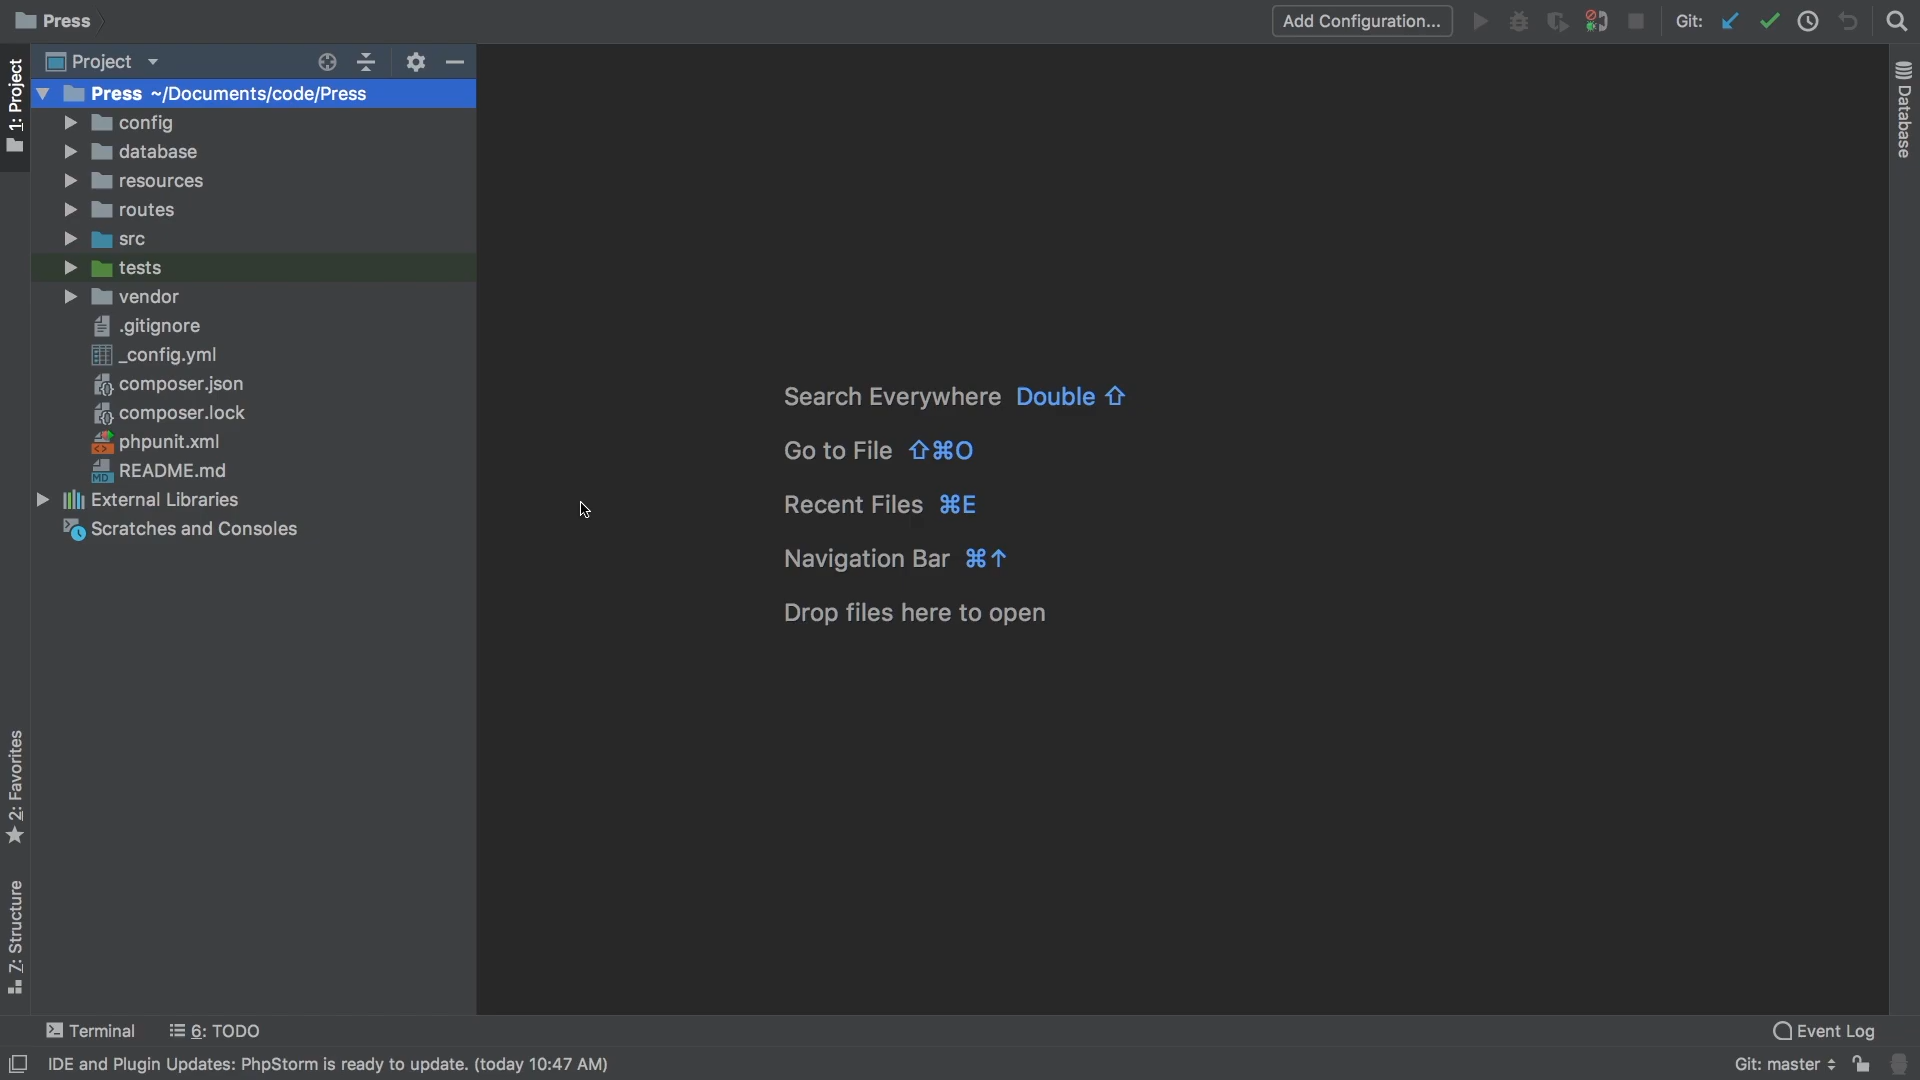 Press
Add Configuration...
Git:
1: Project
Project
Press ~/Documents/code/Press
config
database
resources
routes
src
tests
vendor
.gitignore
_config.yml
composer.json
composer.lock
phpunit.xml
README.md
External Libraries
Scratches and Consoles
Search Everywhere Double ⇧
Go to File ⇧⌘O
Recent Files ⌘E
Navigation Bar ⌘↑
Drop files here to open
Database
2: Favorites
7: Structure
Terminal
6: TODO
Event Log
IDE and Plugin Updates: PhpStorm is ready to update. (today 10:47 AM)
Git: master